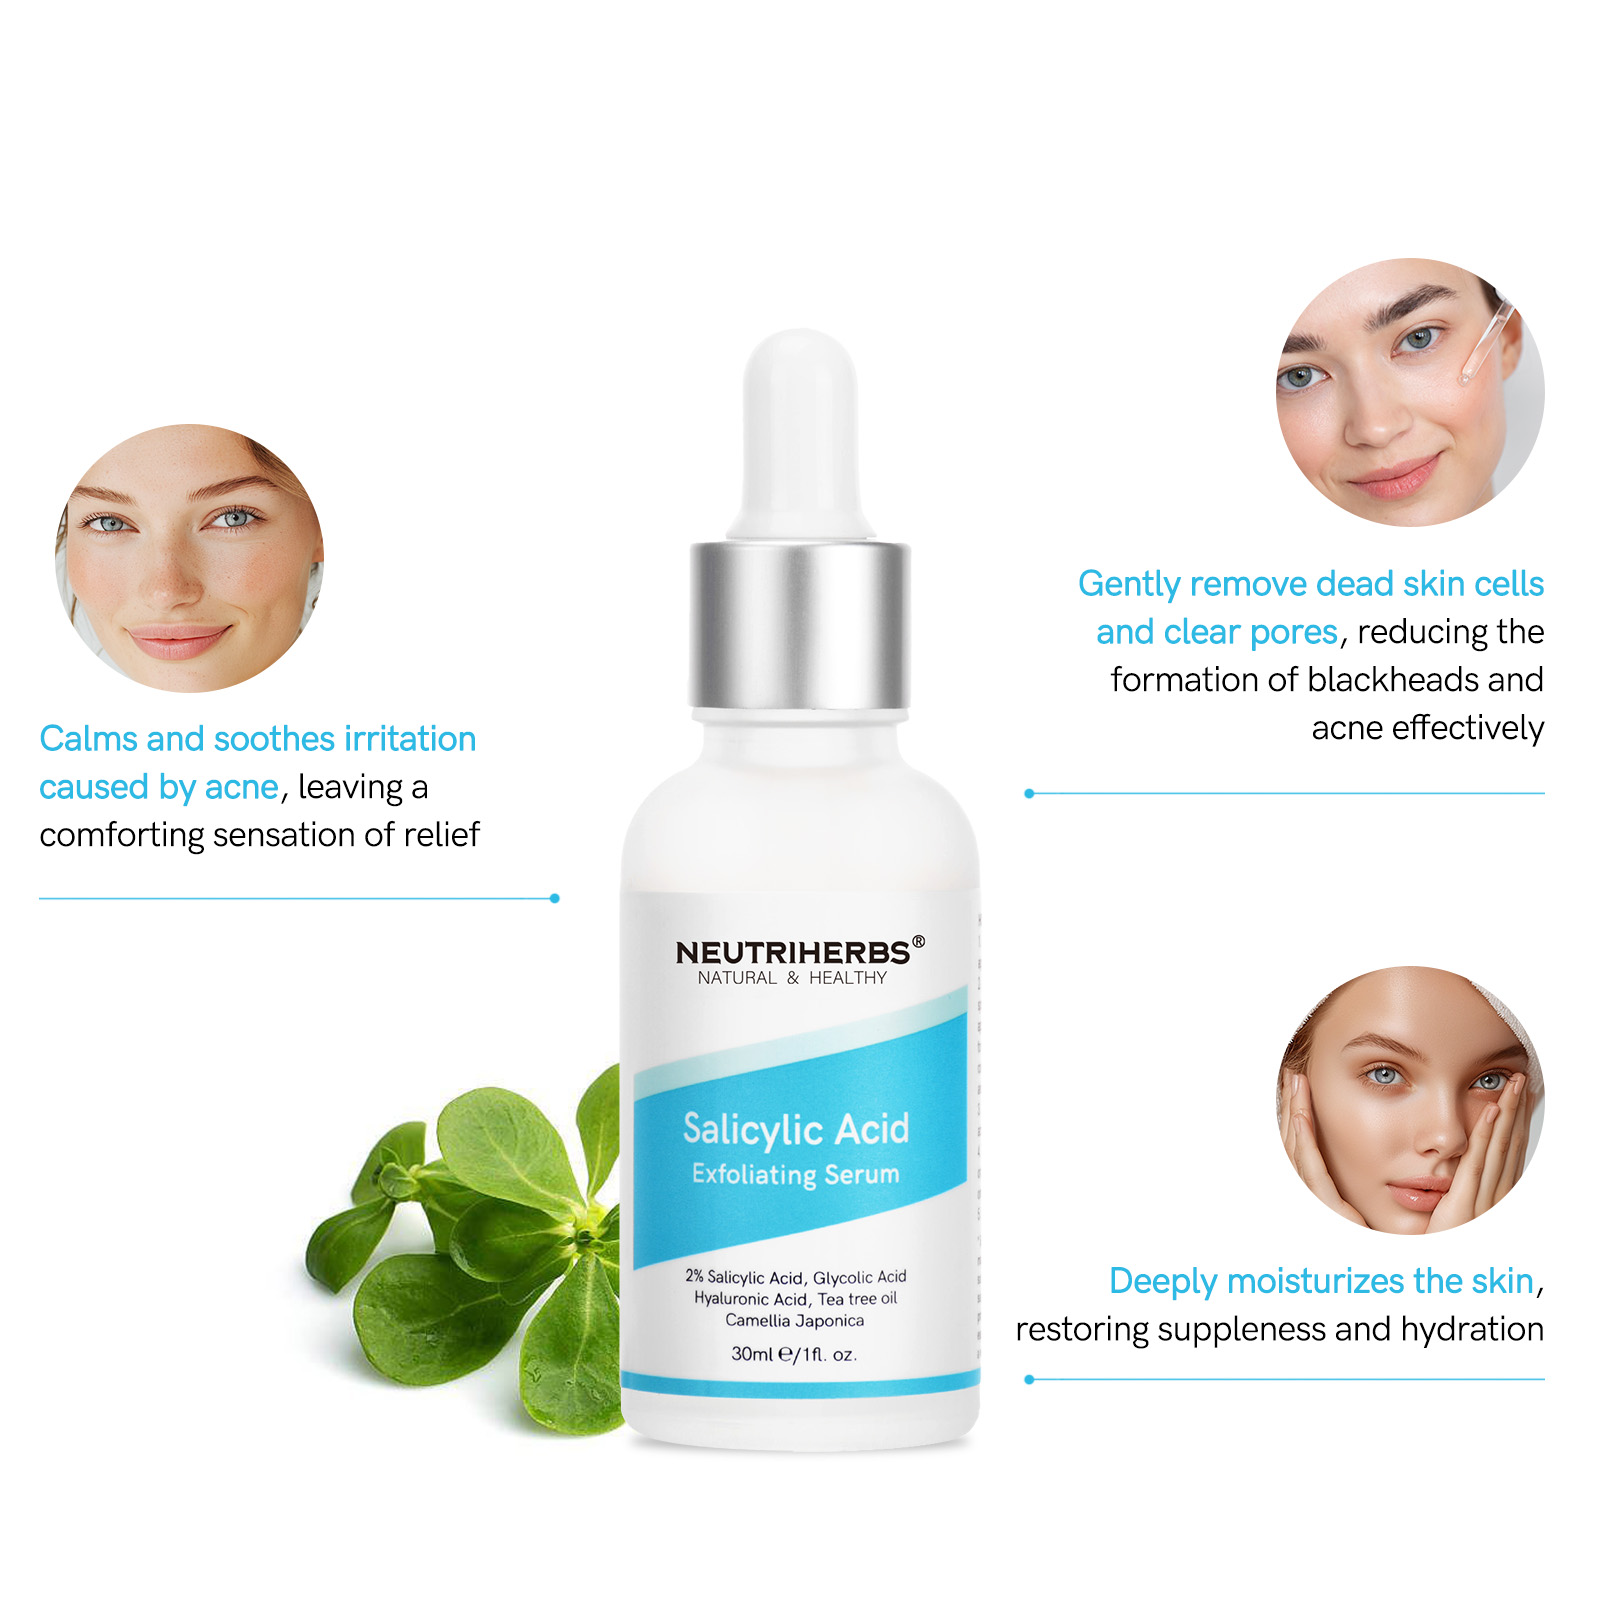 Calms and soothes irritation
caused by acne, leaving a
comforting sensation of relief
Gently remove dead skin cells
and clear pores, reducing the
formation of blackheads and
acne effectively
Deeply moisturizes the skin,
restoring suppleness and hydration
NEUTRIHERBS®
NATURAL & HEALTHY
Salicylic Acid
Exfoliating Serum
2% Salicylic Acid, Glycolic Acid
Hyaluronic Acid, Tea tree oil
Camellia Japonica
30ml ℮/1fl. oz.